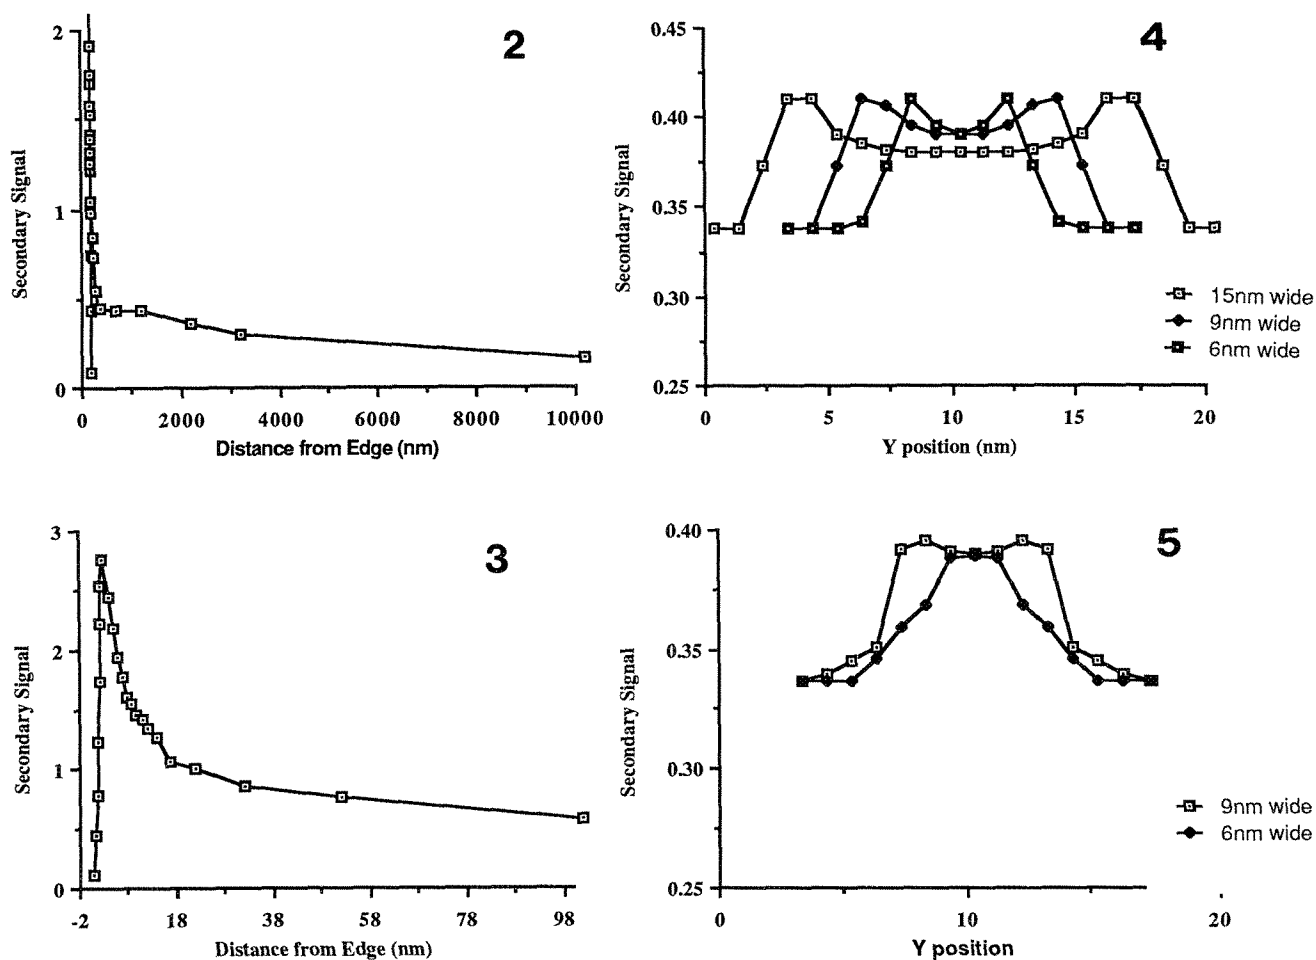 2
2
1
0
Secondary Signal
0 2000 4000 6000 8000 10000
Distance from Edge (nm)
4
0.45
0.40
0.35
0.30
0.25
Secondary Signal
15nm wide
9nm wide
6nm wide
0 5 10 15 20
Y position (nm)
3
3
2
1
0
Secondary Signal
-2 18 38 58 78 98
Distance from Edge (nm)
5
0.40
0.35
0.30
0.25
Secondary Signal
9nm wide
6nm wide
0 10 20
Y position